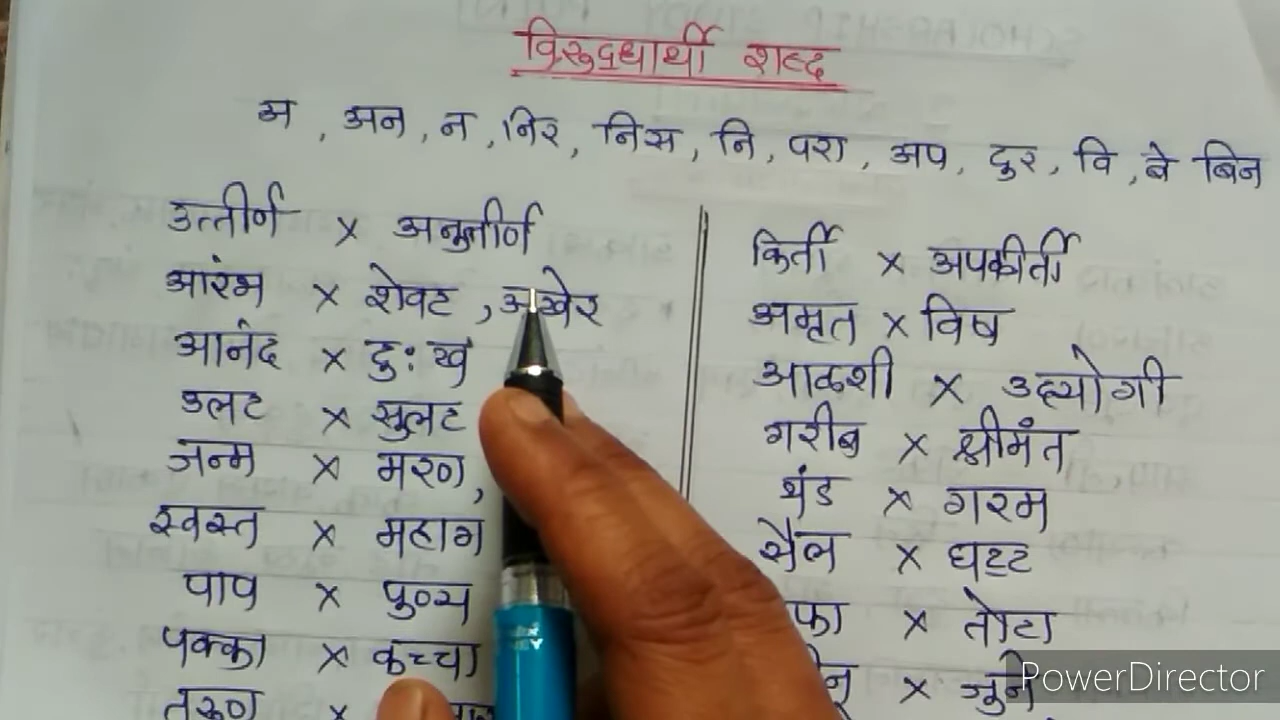 विरुद्धार्थी शब्द
अ , अन , न , निर , निस , नि , परा , अप , दुर , वि , बे बिन
उत्तीर्ण × अनुत्तीर्ण
आरंभ × शेवट , अखेर
आनंद × दुःख
उलट × सुलट
जन्म × मरण ,
स्वस्त × महाग
पाप × पुण्य
पक्का × कच्चा
तरुण ×
किर्ती × अपकीर्ती
अमृत × विष
आळशी × उद्योगी
गरीब × श्रीमंत
थंड × गरम
सैल × घट्ट
× तोटा
× जुने
PowerDirector